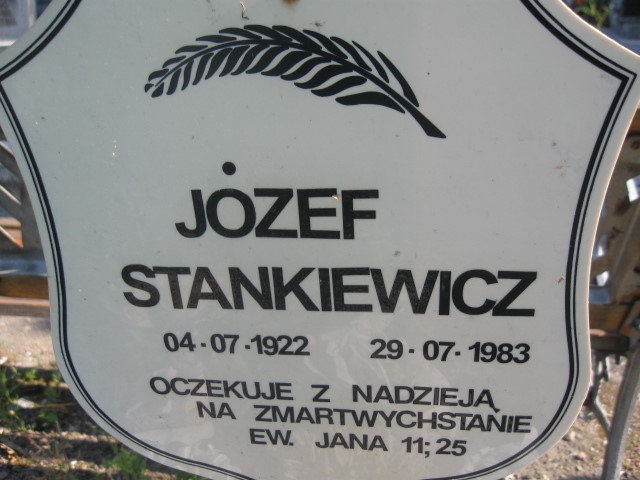 JÓZEF
STANKIEWICZ
04·07·1922 29·07·1983
OCZEKUJE Z NADZIEJĄ
NA ZMARTWYCHSTANIE
EW. JANA 11;25